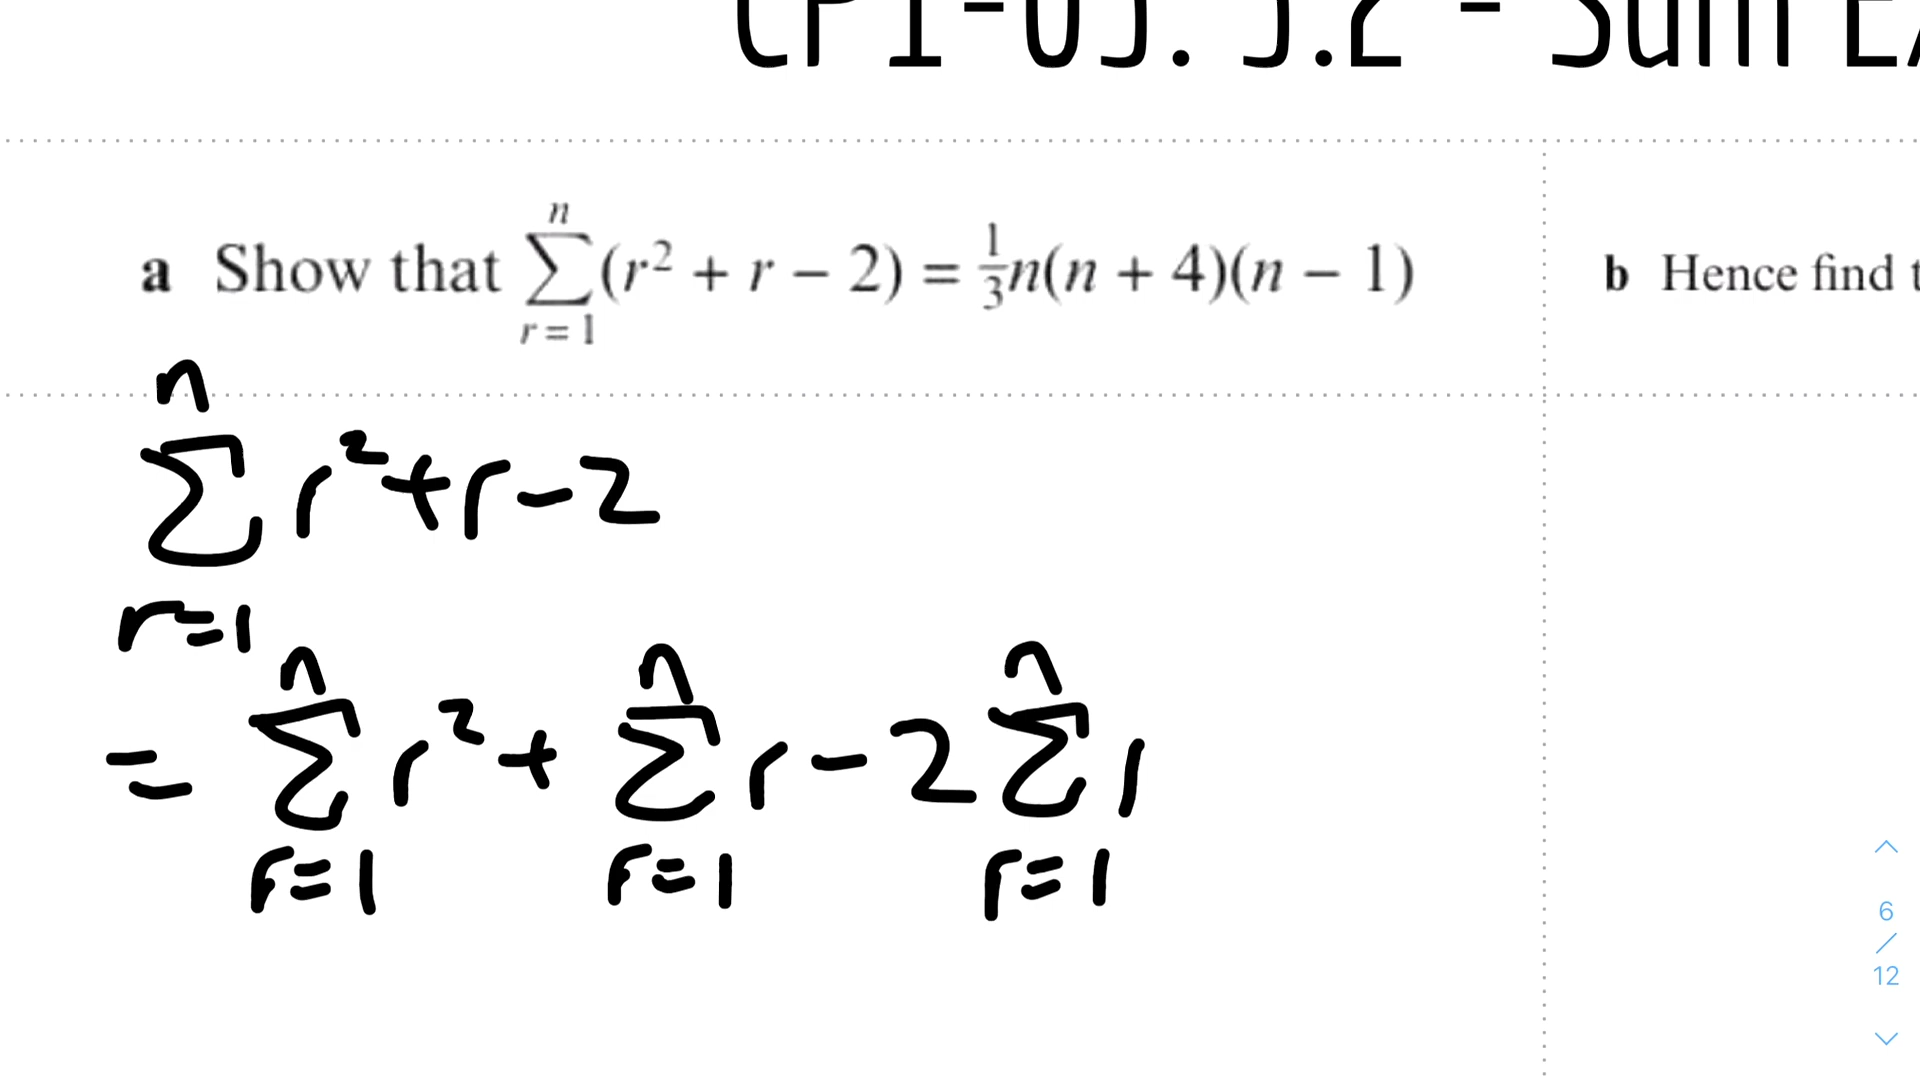 CP1-03: 3.2 - Sum
a Show that ∑_{r=1}^{n} (r² + r − 2) = ⅓n(n + 4)(n − 1)
b Hence find
n
∑ r²+r-2
r=1
n n n
= ∑ r² + ∑ r - 2 ∑ 1
r=1 r=1 r=1
6
/
12